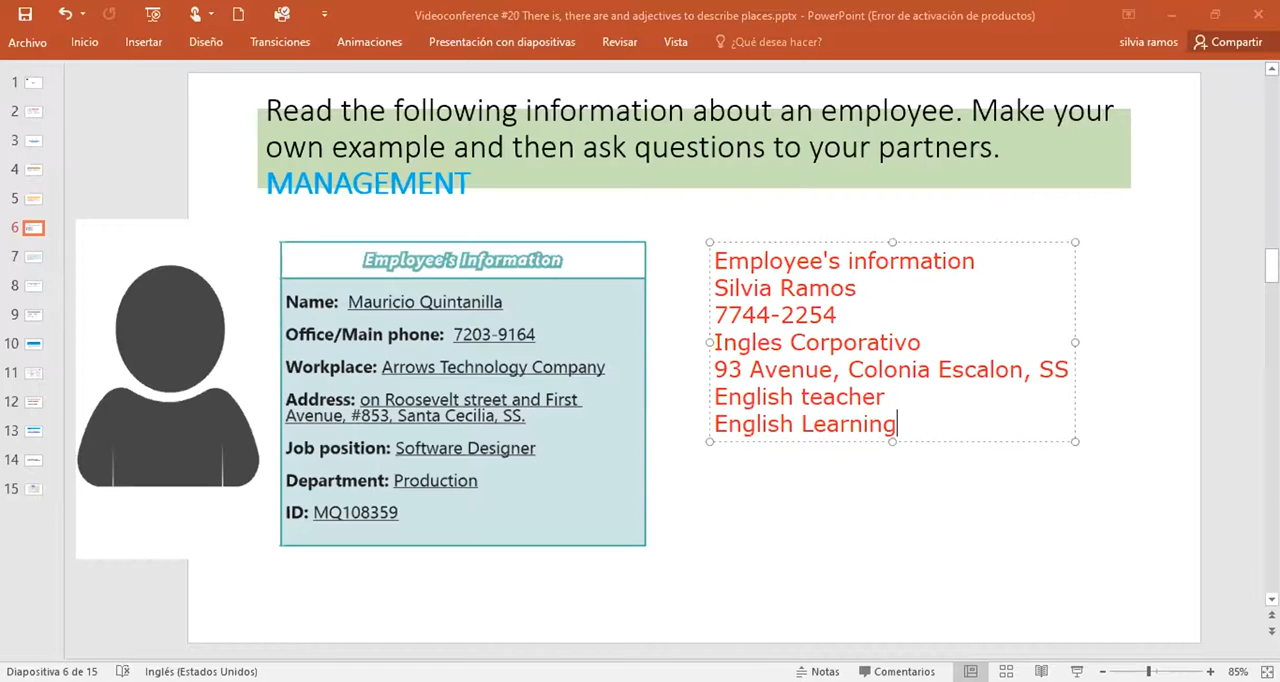 Videoconference #20 There is, there are and adjectives to describe places.pptx - PowerPoint (Error de activación de productos)
Archivo Inicio Insertar Diseño Transiciones Animaciones Presentación con diapositivas Revisar Vista ¿Qué desea hacer? silvia ramos Compartir
1
2
3
4
5
6
7
8
9
10
11
12
13
14
15
Read the following information about an employee. Make your
own example and then ask questions to your partners.
MANAGEMENT
Employee's Information
Name: Mauricio Quintanilla
Office/Main phone: 7203-9164
Workplace: Arrows Technology Company
Address: on Roosevelt street and First
Avenue, #853, Santa Cecilia, SS.
Job position: Software Designer
Department: Production
ID: MQ108359
Employee's information
Silvia Ramos
7744-2254
Ingles Corporativo
93 Avenue, Colonia Escalon, SS
English teacher
English Learning
Diapositiva 6 de 15 Inglés (Estados Unidos) Notas Comentarios 85%